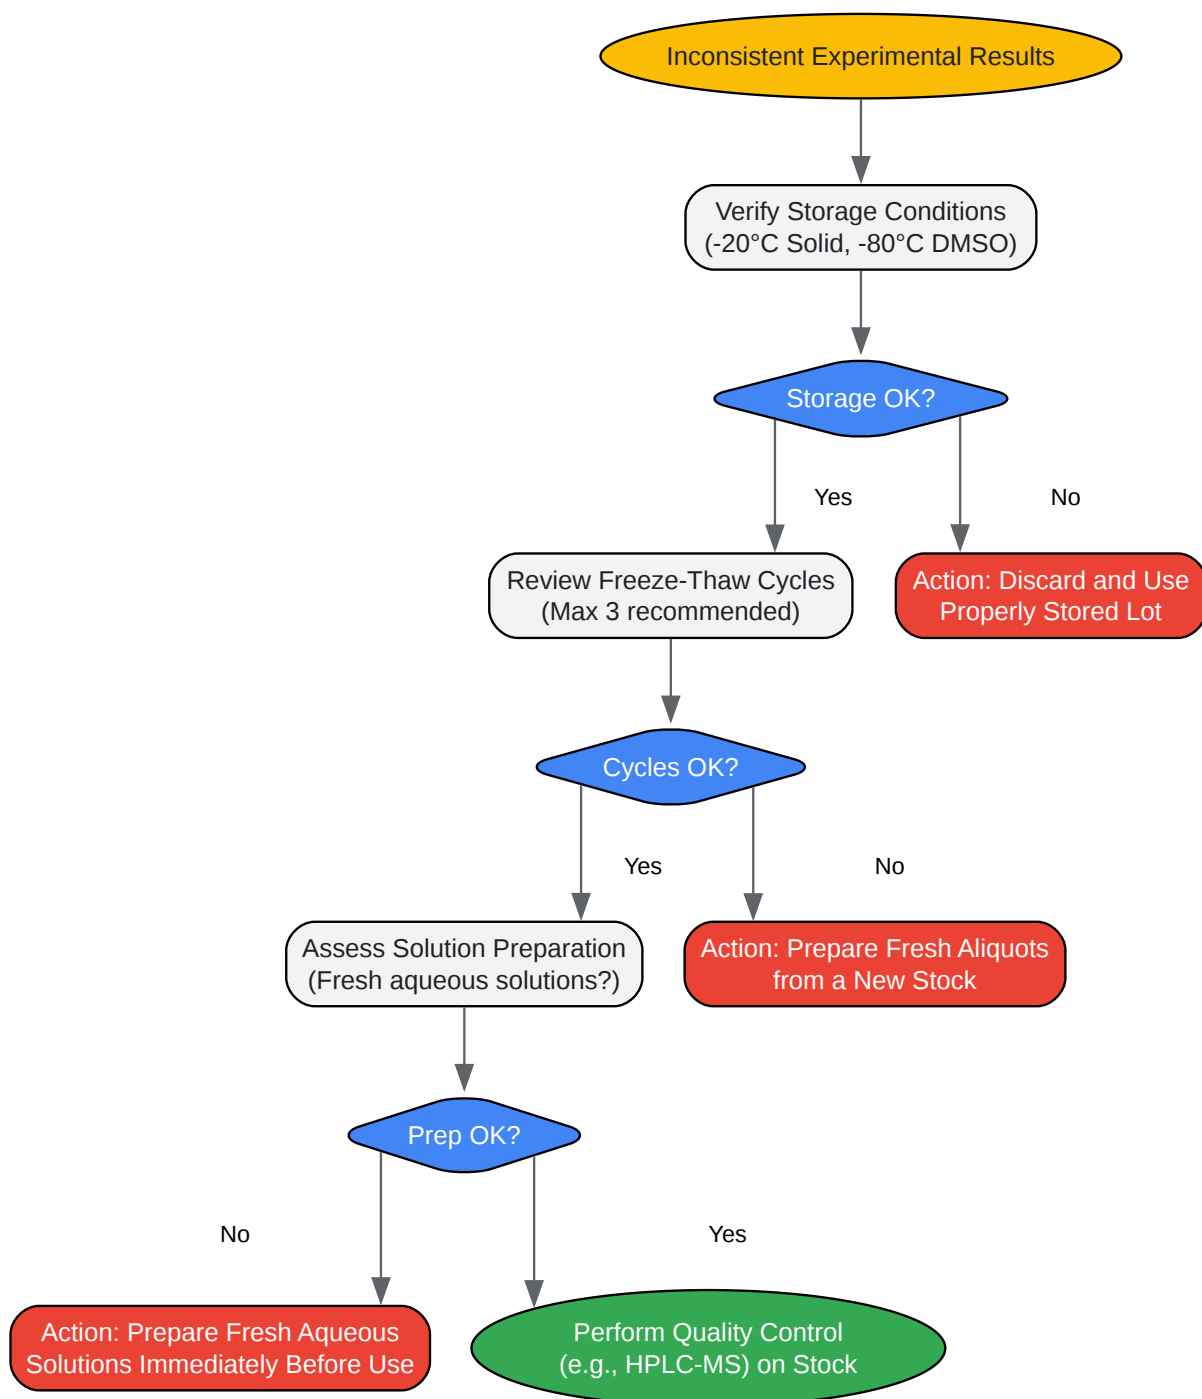 Inconsistent Experimental Results
Verify Storage Conditions
(-20°C Solid, -80°C DMSO)
Storage OK?
Yes
No
Review Freeze-Thaw Cycles
(Max 3 recommended)
Action: Discard and Use
Properly Stored Lot
Cycles OK?
Yes
No
Assess Solution Preparation
(Fresh aqueous solutions?)
Action: Prepare Fresh Aliquots
from a New Stock
Prep OK?
No
Yes
Action: Prepare Fresh Aqueous
Solutions Immediately Before Use
Perform Quality Control
(e.g., HPLC-MS) on Stock